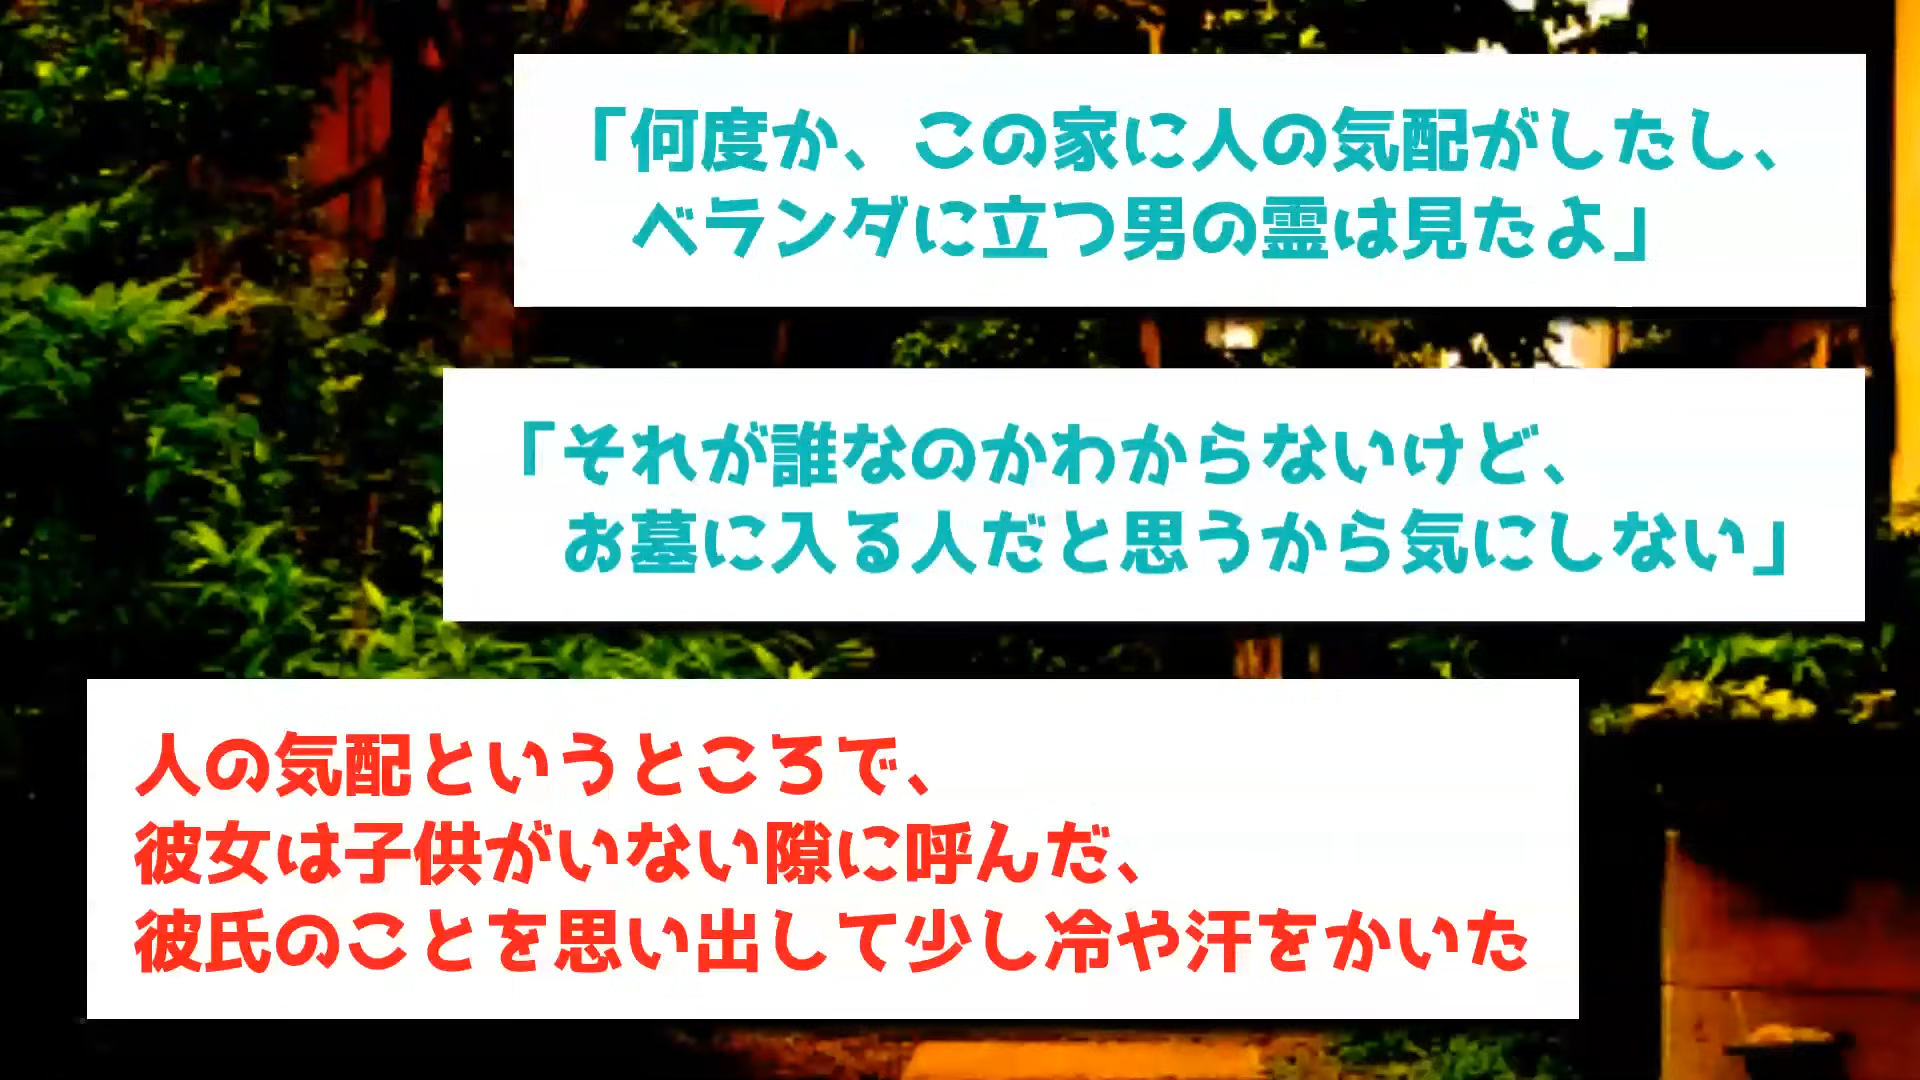 「何度か、この家に人の気配がしたし、
ベランダに立つ男の霊は見たよ」
「それが誰なのかわからないけど、
お墓に入る人だと思うから気にしない」
人の気配というところで、
彼女は子供がいない隙に呼んだ、
彼氏のことを思い出して少し冷や汗をかいた